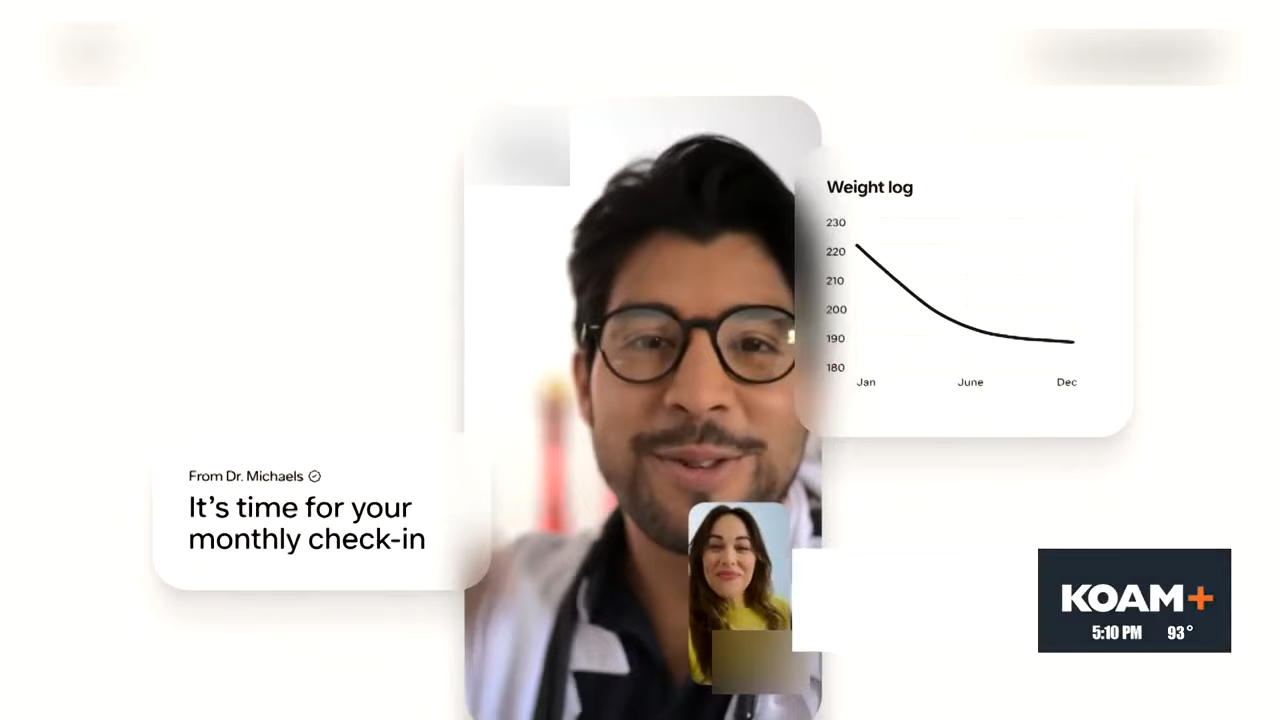 Weight log
230
220
210
200
190
180
Jan June Dec
From Dr. Michaels
It's time for your
monthly check-in
KOAM+
5:10 PM 93°